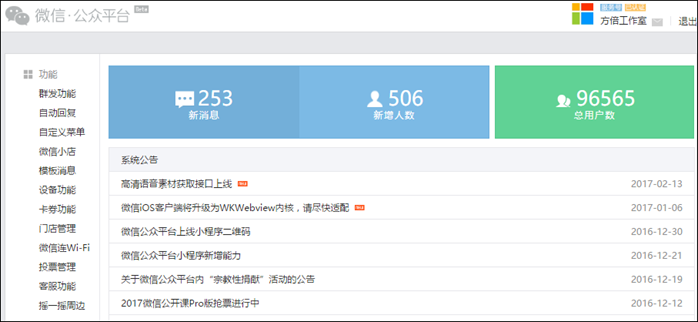 微信·公众平台 Beta
服务号 已认证
方倍工作室 退出
功能
群发功能
自动回复
自定义菜单
微信小店
模板消息
设备功能
卡券功能
门店管理
微信连Wi-Fi
投票管理
客服功能
摇一摇周边
253
新消息
506
新增人数
96565
总用户数
系统公告
高清语音素材获取接口上线 2017-02-13
微信iOS客户端将升级为WKWebview内核，请尽快适配 2017-01-06
微信公众平台上线小程序二维码 2016-12-30
微信公众平台小程序新增能力 2016-12-21
关于微信公众平台内“宗教性捐献”活动的公告 2016-12-19
2017微信公开课Pro版抢票进行中 2016-12-12